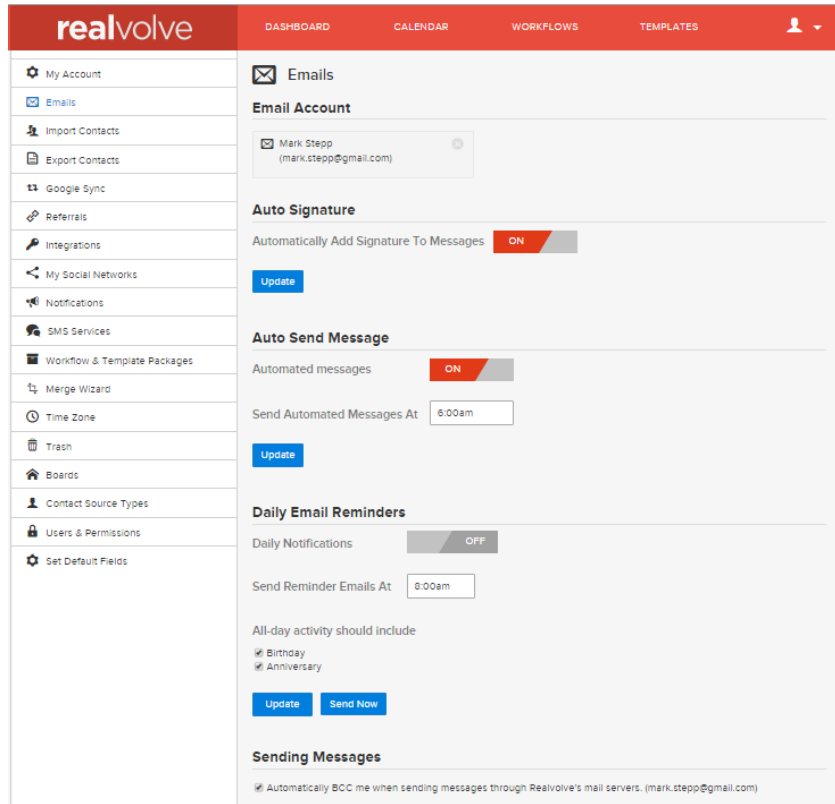 realvolve
DASHBOARD
CALENDAR
WORKFLOWS
TEMPLATES
My Account
Emails
Import Contacts
Export Contacts
Google Sync
Referrals
Integrations
My Social Networks
Notifications
SMS Services
Workflow & Template Packages
Merge Wizard
Time Zone
Trash
Boards
Contact Source Types
Users & Permissions
Set Default Fields
Emails
Email Account
Mark Stepp
(mark.stepp@gmail.com)
Auto Signature
Automatically Add Signature To Messages ON
Update
Auto Send Message
Automated messages ON
Send Automated Messages At 6:00am
Update
Daily Email Reminders
Daily Notifications OFF
Send Reminder Emails At 8:00am
All-day activity should include
Birthday
Anniversary
Update Send Now
Sending Messages
Automatically BCC me when sending messages through Realvolve's mail servers. (mark.stepp@gmail.com)